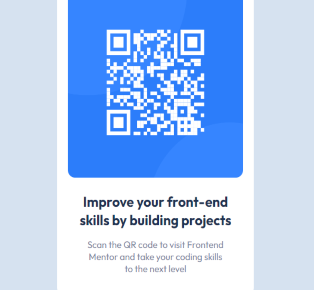 Improve your front-end
skills by building projects
Scan the QR code to visit Frontend
Mentor and take your coding skills
to the next level